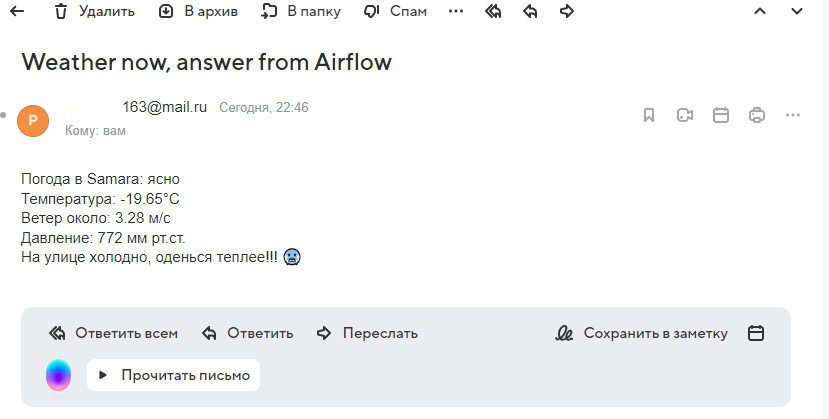 Удалить В архив В папку Спам
Weather now, answer from Airflow
Р
163@mail.ru Сегодня, 22:46
Кому: вам
Погода в Samara: ясно
Температура: -19.65°C
Ветер около: 3.28 м/с
Давление: 772 мм рт.ст.
На улице холодно, оденься теплее!!! 🥶
Ответить всем Ответить Переслать Сохранить в заметку
Прочитать письмо